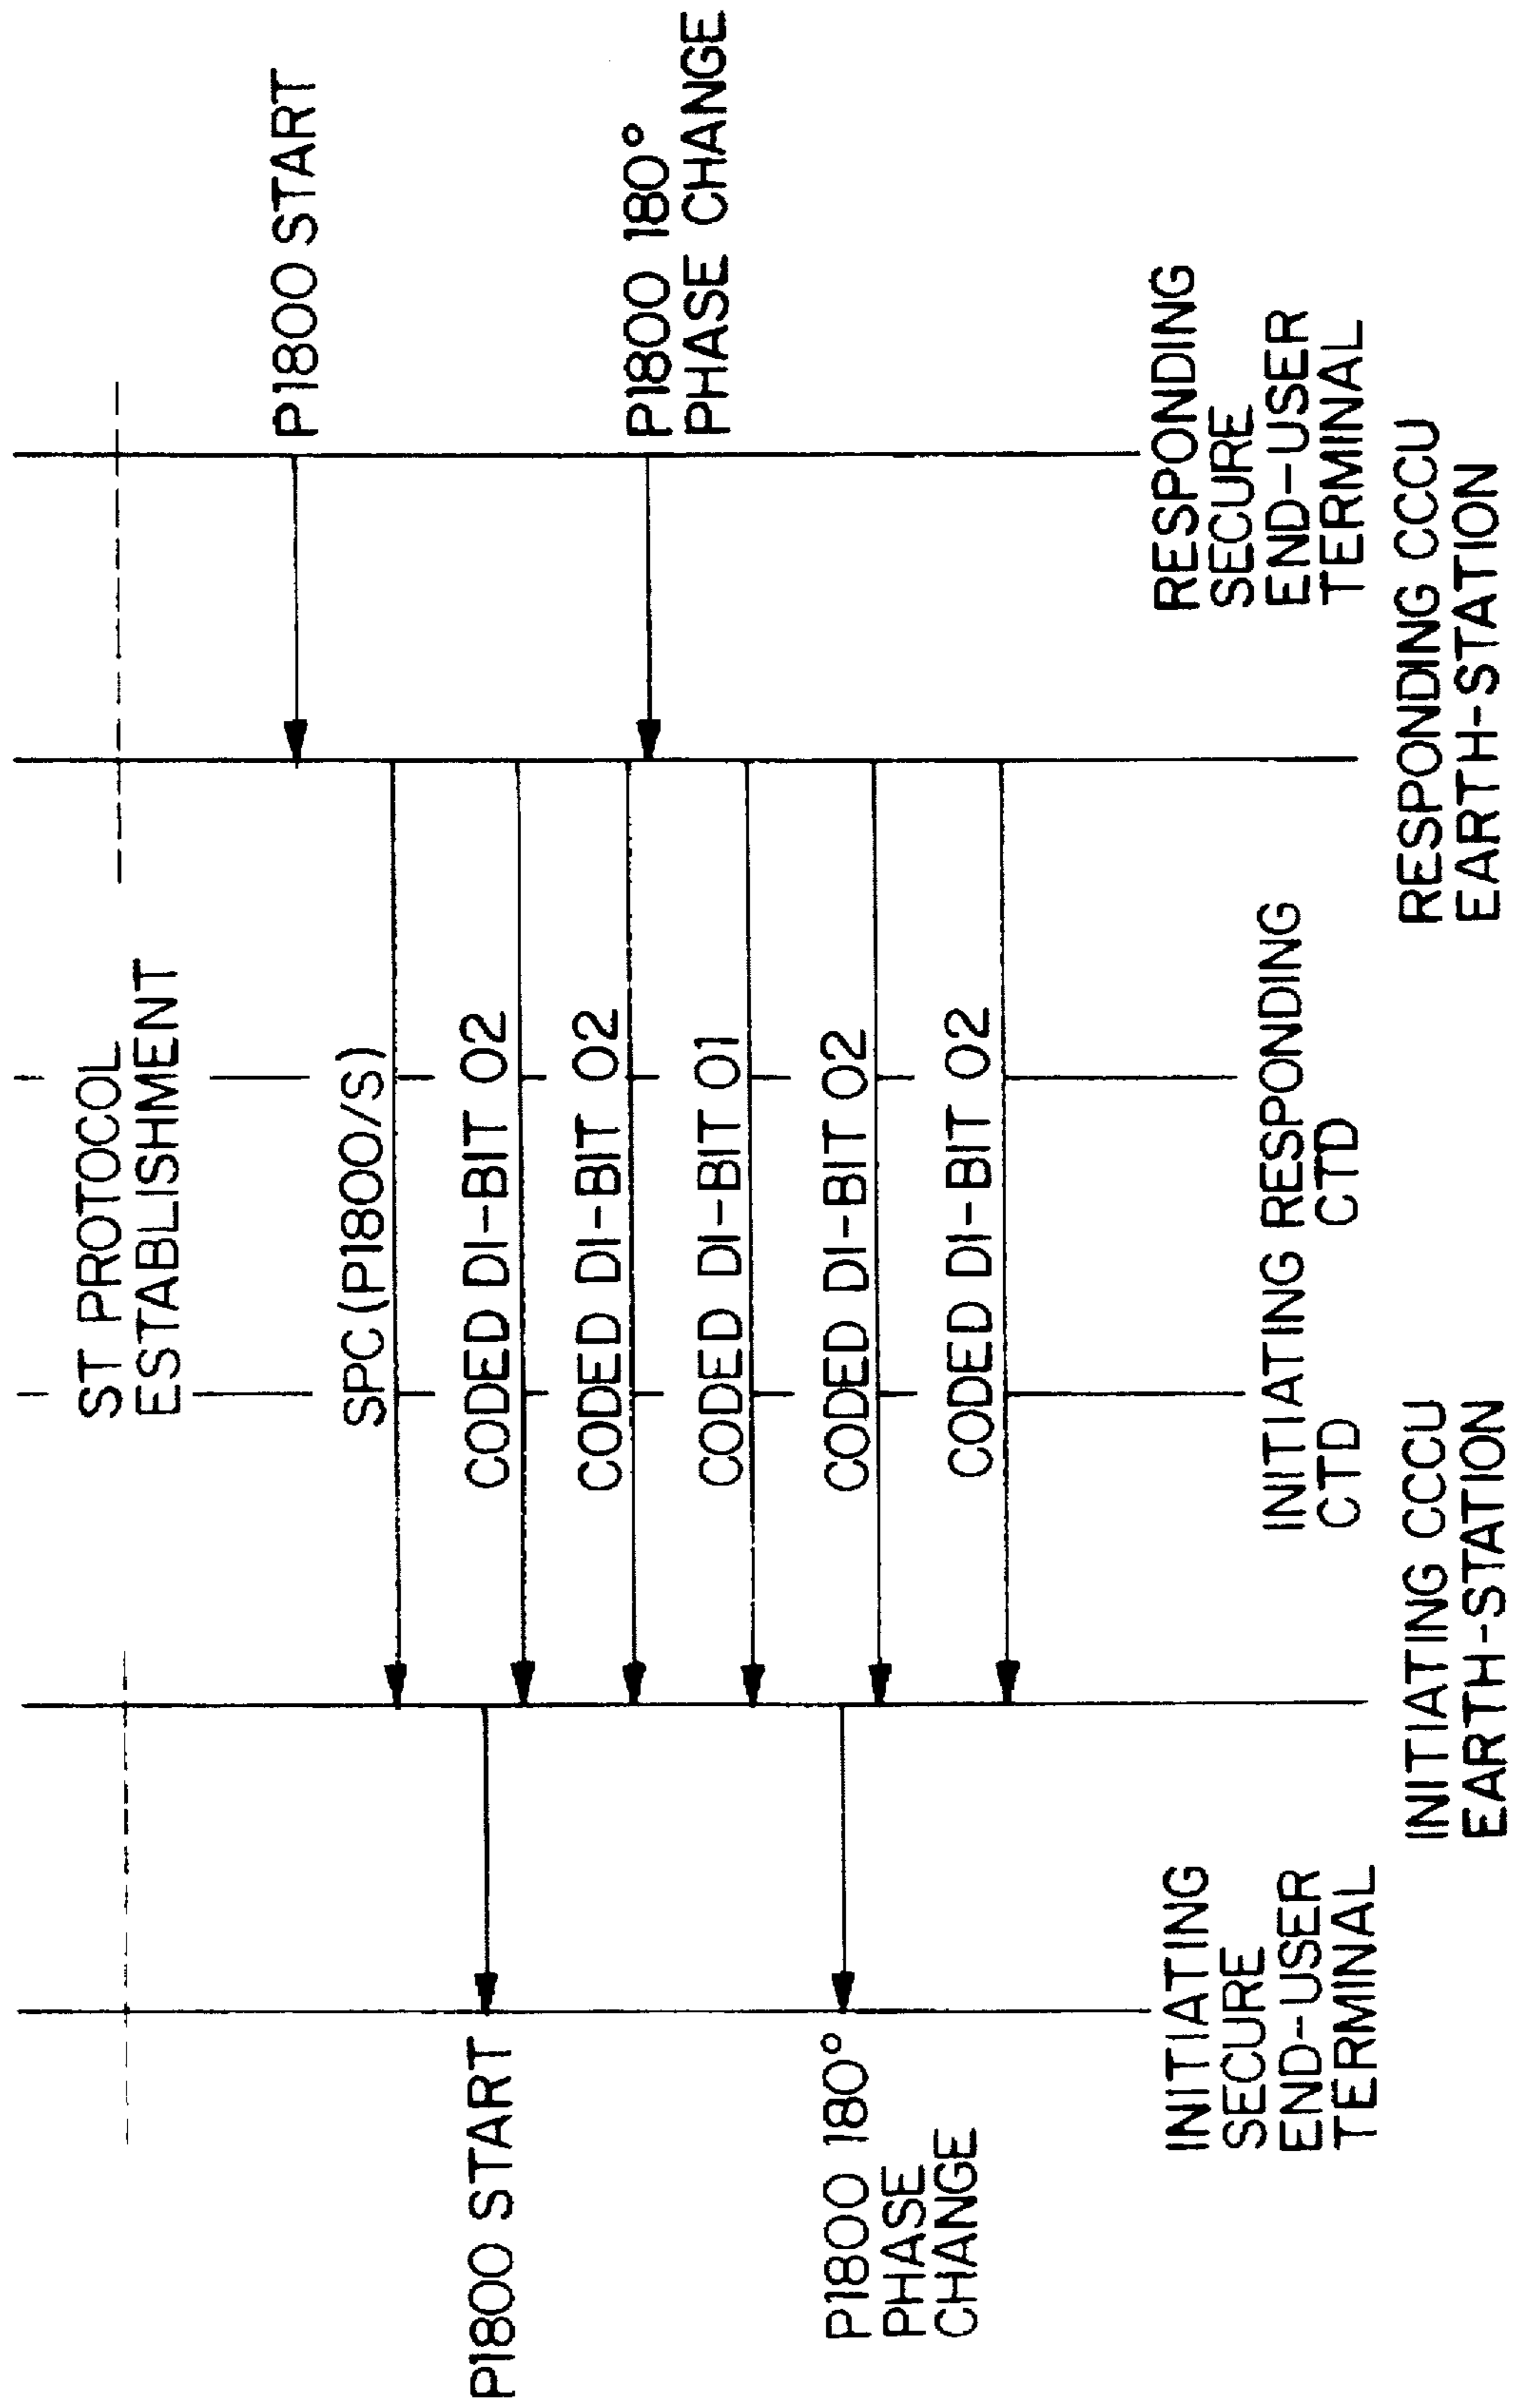 ST PROTOCOL
ESTABLISHMENT
P1800 START
SPC (P1800/S)
P1800 START
CODED DI-BIT 02
CODED DI-BIT 02
P1800 180°
PHASE CHANGE
CODED DI-BIT 01
P1800 180°
PHASE
CHANGE
CODED DI-BIT 02
CODED DI-BIT 02
INITIATING
SECURE
END-USER
TERMINAL
INITIATING CCCU
EARTH-STATION
INITIATING RESPONDING
CTD CTD
RESPONDING CCCU
EARTH-STATION
RESPONDING
SECURE
END-USER
TERMINAL